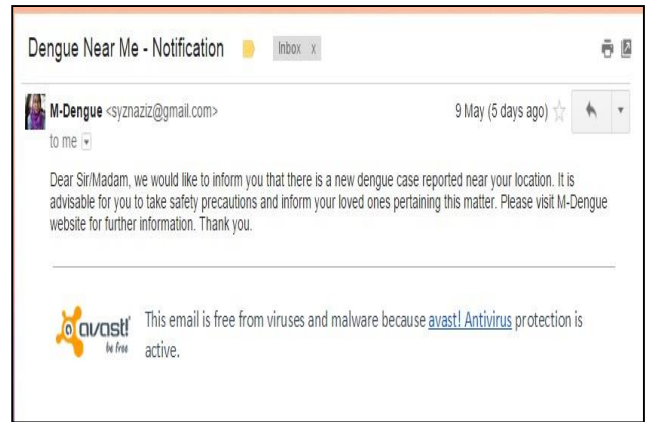 Dengue Near Me - Notification Inbox x
M-Dengue <syznaziz@gmail.com> 9 May (5 days ago)
to me
Dear Sir/Madam, we would like to inform you that there is a new dengue case reported near your location. It is
advisable for you to take safety precautions and inform your loved ones pertaining this matter. Please visit M-Dengue
website for further information. Thank you.
avast! This email is free from viruses and malware because avast! Antivirus protection is
be free active.